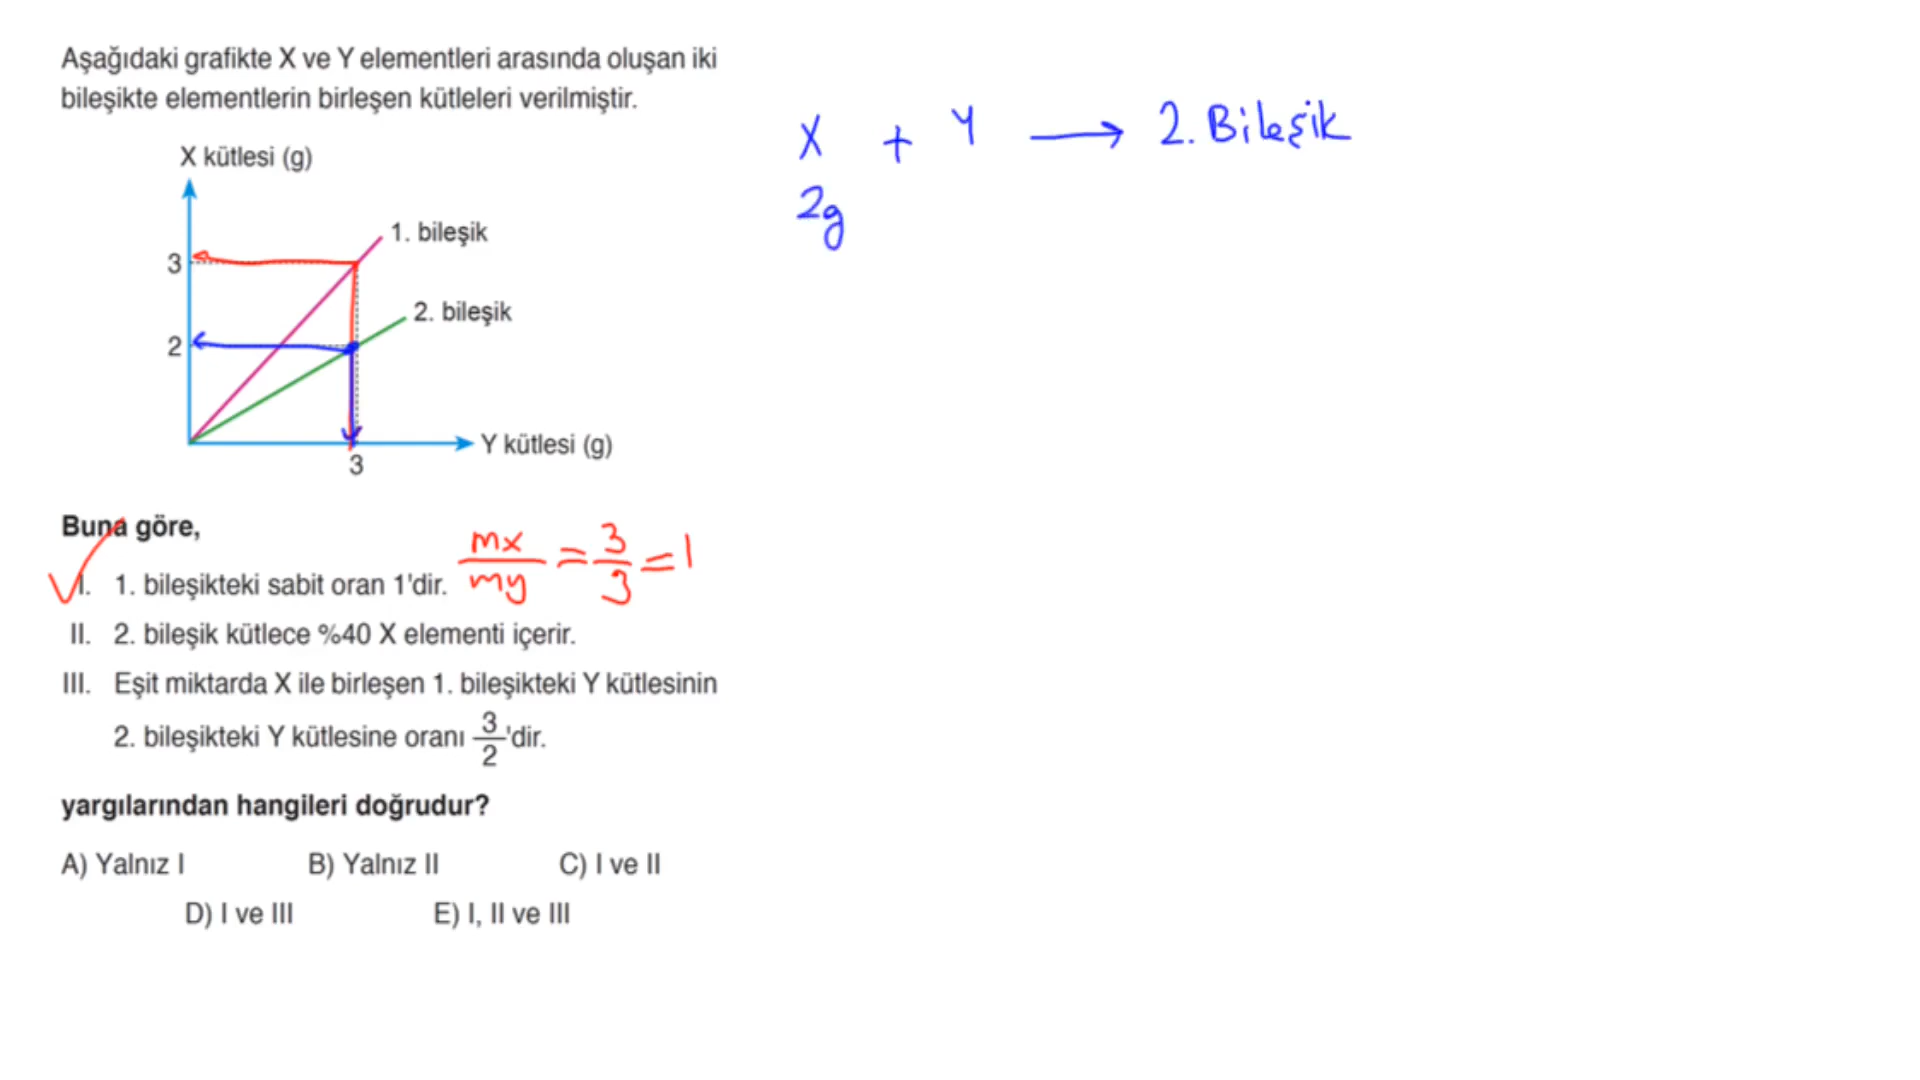 Aşağıdaki grafikte X ve Y elementleri arasında oluşan iki
bileşikte elementlerin birleşen kütleleri verilmiştir.
X kütlesi (g)
1. bileşik
3
2. bileşik
2
Y kütlesi (g)
3
Buna göre,
I. 1. bileşikteki sabit oran 1'dir.
mx/my = 3/3 = 1
II. 2. bileşik kütlece %40 X elementi içerir.
III. Eşit miktarda X ile birleşen 1. bileşikteki Y kütlesinin
2. bileşikteki Y kütlesine oranı 3/2'dir.
yargılarından hangileri doğrudur?
A) Yalnız I B) Yalnız II C) I ve II
D) I ve III E) I, II ve III
X + Y → 2. Bileşik
2g